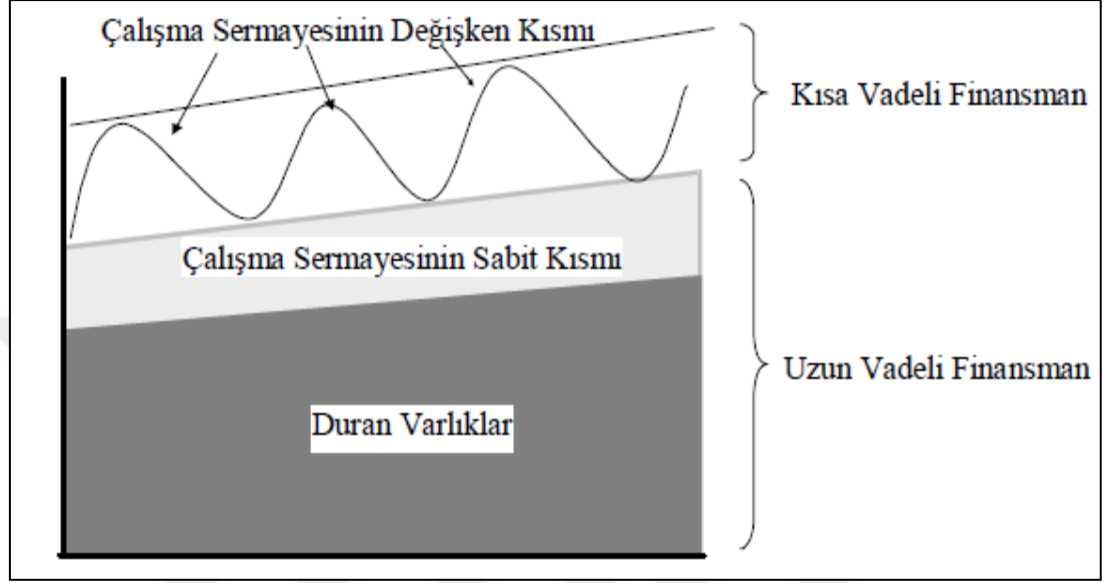 Çalışma Sermayesinin Değişken Kısmı
Kısa Vadeli Finansman
Çalışma Sermayesinin Sabit Kısmı
Uzun Vadeli Finansman
Duran Varlıklar